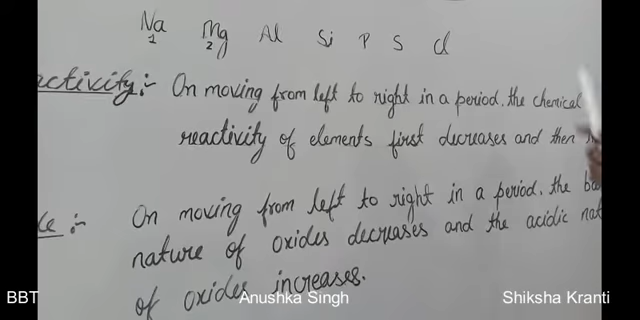 Na Mg Al Si P S Cl
1 2
activity:- On moving from left to right in a period, the chemical
reactivity of elements first decreases and then
:- On moving from left to right in a period, the
nature of oxides decreases and the acidic
of oxides increases.
BBT Anushka Singh Shiksha Kranti